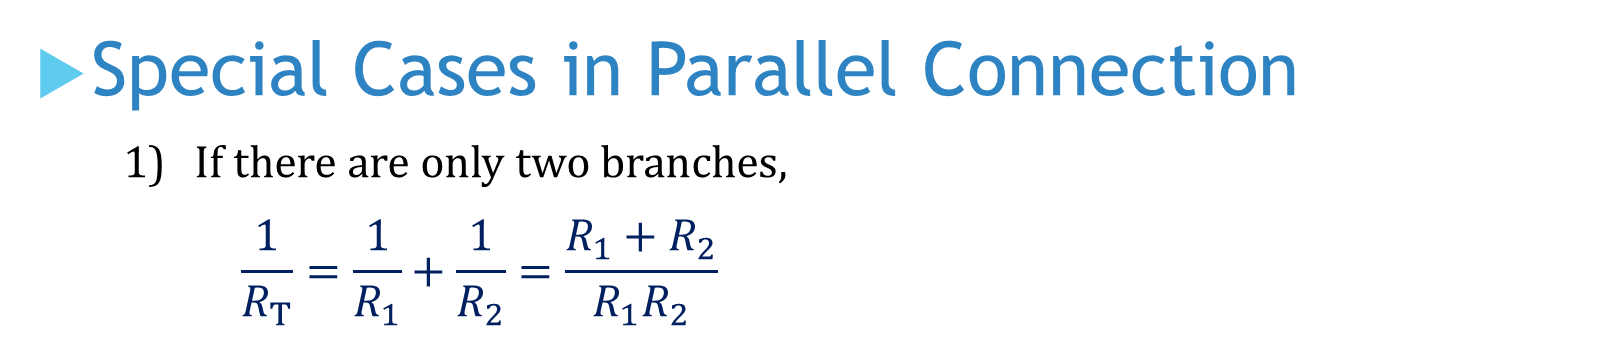 Special Cases in Parallel Connection
1) If there are only two branches,
1/R_T = 1/R_1 + 1/R_2 = (R_1 + R_2)/(R_1 R_2)